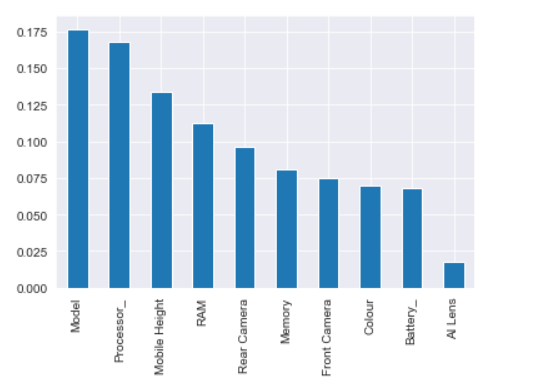 0.175
0.150
0.125
0.100
0.075
0.050
0.025
0.000
Model
Processor_
Mobile Height
RAM
Rear Camera
Memory
Front Camera
Colour
Battery_
AI Lens